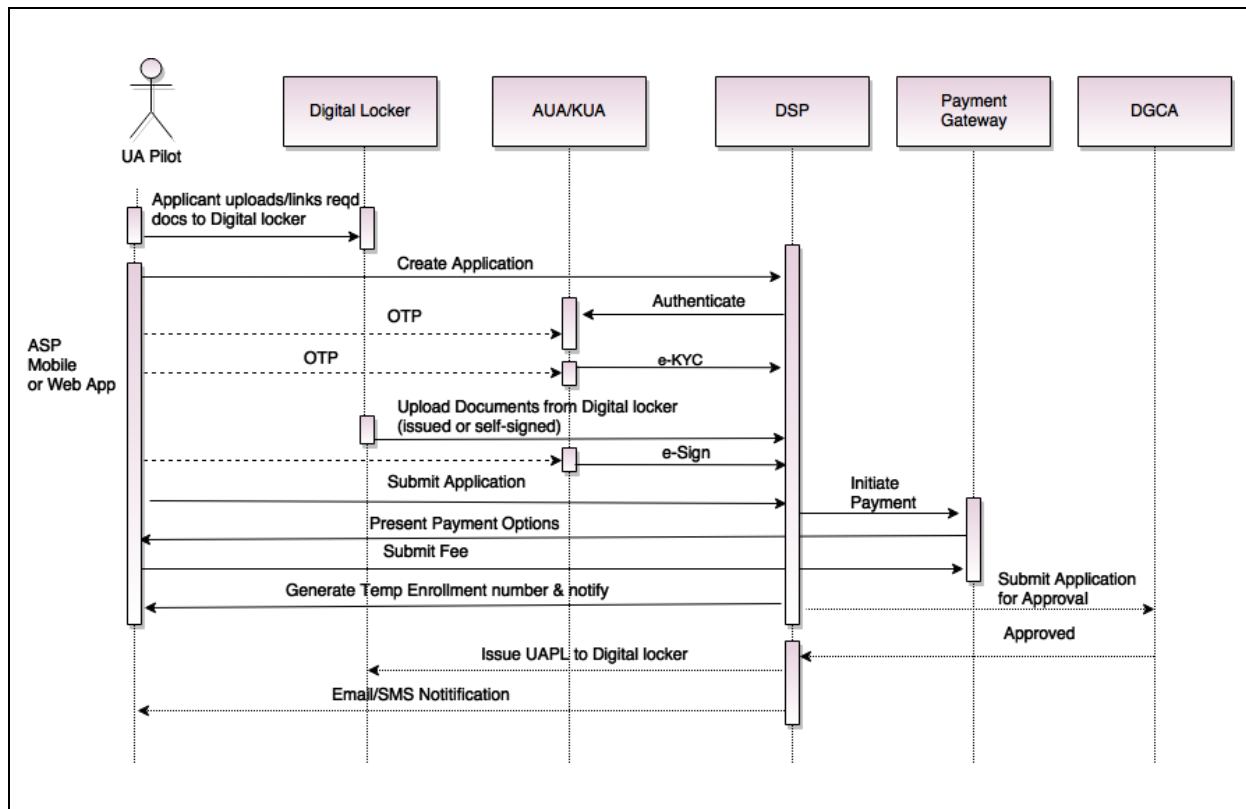 UA Pilot
Digital Locker
AUA/KUA
DSP
Payment
Gateway
DGCA
Applicant uploads/links reqd
docs to Digital locker
Create Application
Authenticate
OTP
ASP
Mobile
or Web App
OTP
e-KYC
Upload Documents from Digital locker
(issued or self-signed)
e-Sign
Submit Application
Initiate
Payment
Present Payment Options
Submit Fee
Generate Temp Enrollment number & notify
Submit Application
for Approval
Approved
Issue UAPL to Digital locker
Email/SMS Notitification